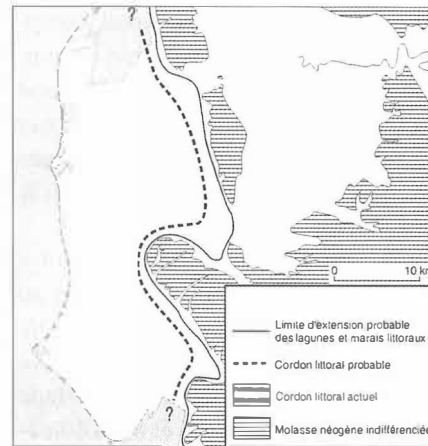 ?
0 10 km
Limite d'extension probable
des lagunes et marais littoraux
Cordon littoral probable
?
Cordon littoral actuel
Molasse néogène indifférenciée